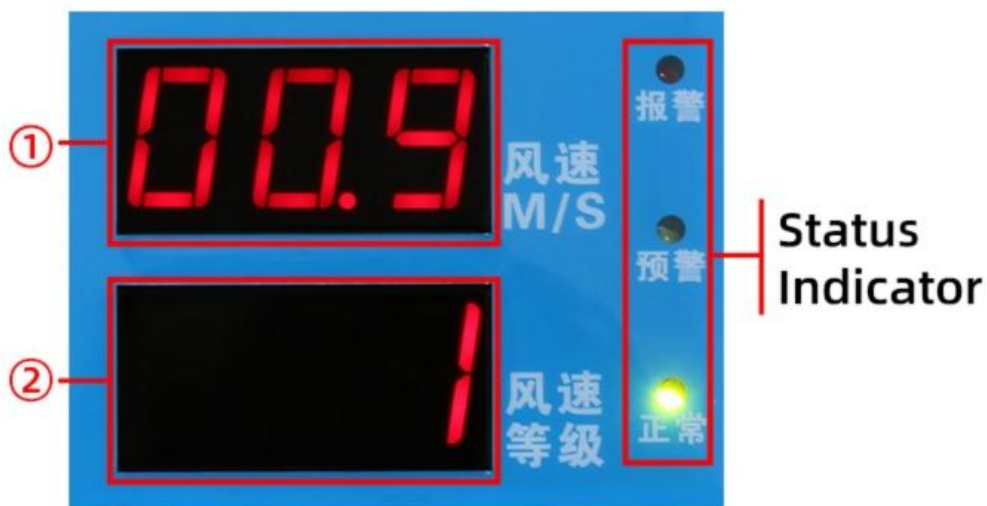 ①
00.9
风速
M/S
②
1
风速
等级
报警
预警
正常
Status
Indicator